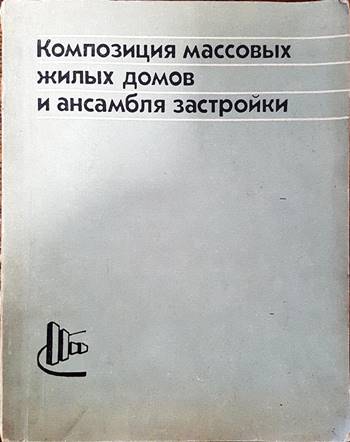 Композиция массовых
жилых домов
и ансамбля застройки